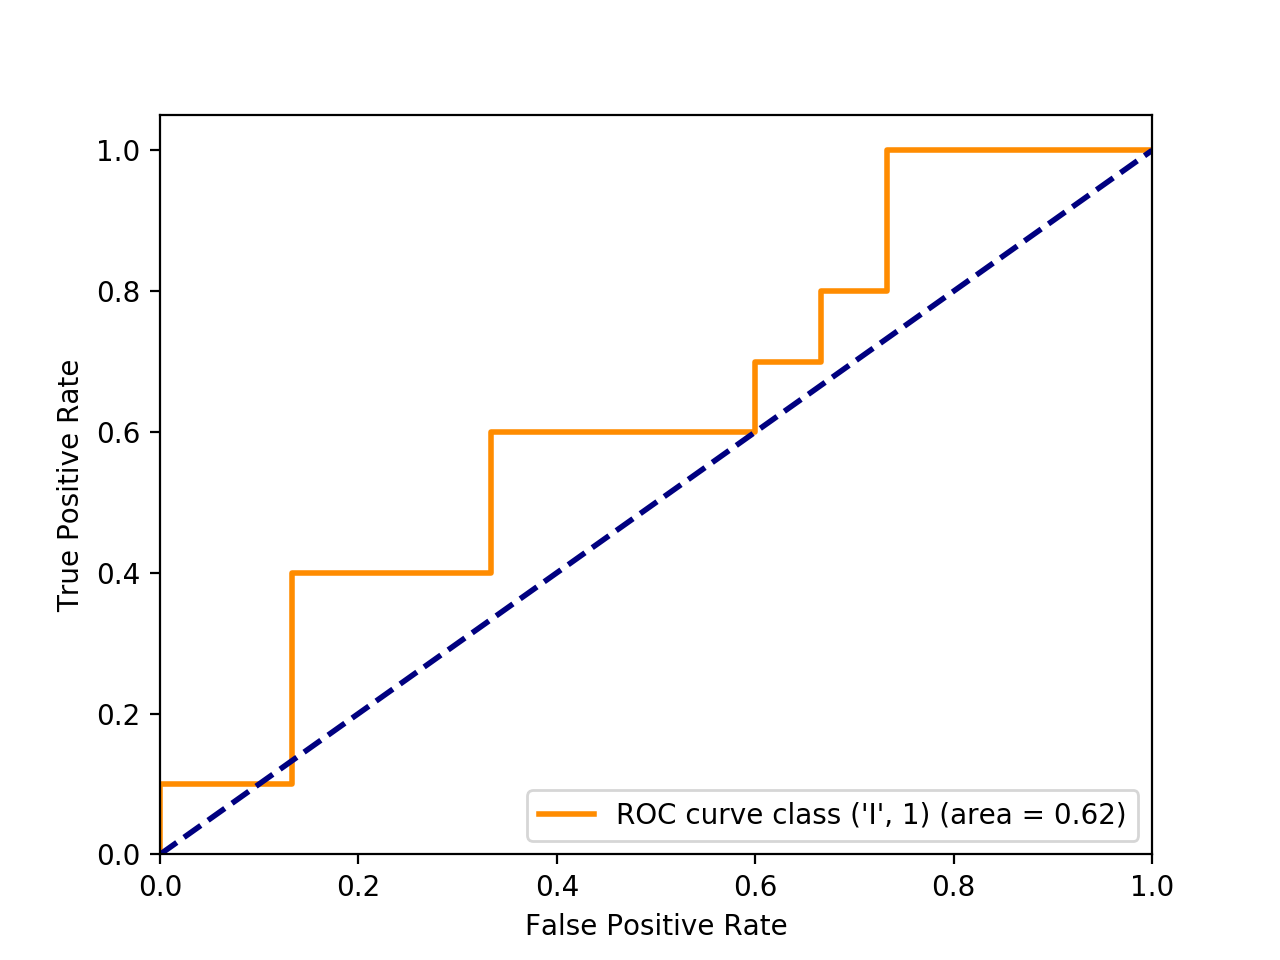 1.0
0.8
0.6
0.4
0.2
0.0
True Positive Rate
ROC curve class ('I', 1) (area = 0.62)
0.0 0.2 0.4 0.6 0.8 1.0
False Positive Rate